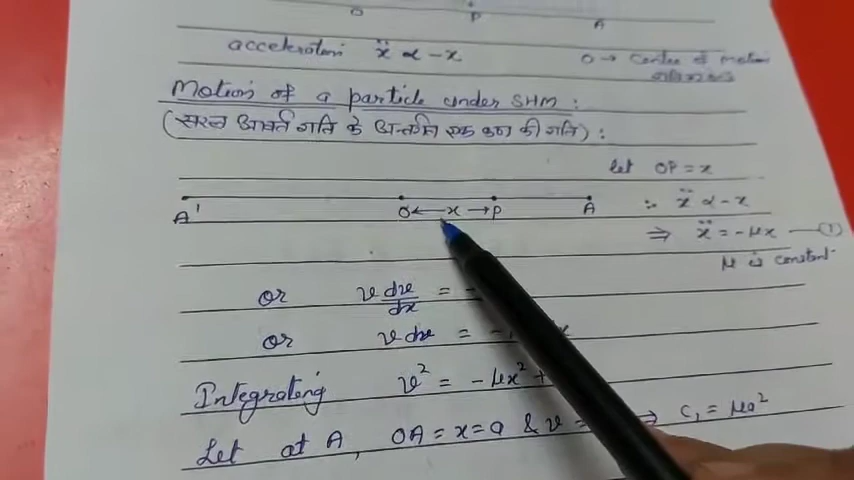 O P A
acceleration ẍ ∝ -x O → Centre of motion
Motion of a particle under SHM :
(सरल आवर्त गति के अन्तर्गत एक कण की गति) :
Let OP = x
A' O ← x → P A
∴ ẍ ∝ -x
⇒ ẍ = -μx —①
μ is constant
or v dv/dx = -
or v dv = -
Integrating v² = -μx² +
Let at A, OA = x = a & v = ⇒ C₁ = μa²